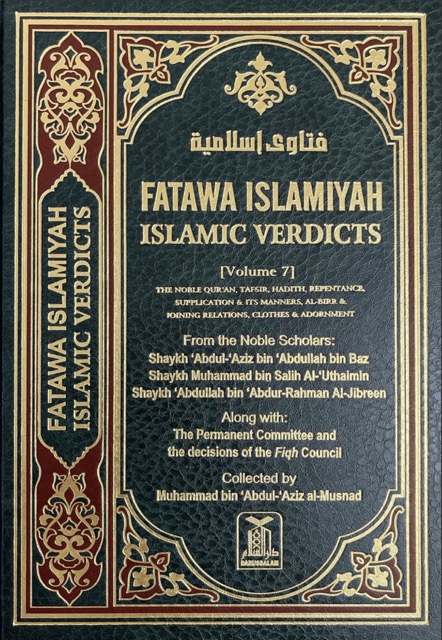 FATAWA ISLAMIYAH
ISLAMIC VERDICTS
فتاوى إسلامية
FATAWA ISLAMIYAH
ISLAMIC VERDICTS
[Volume 7]
THE NOBLE QUR'AN, TAFSIR, HADITH, REPENTANCE,
SUPPLICATION & ITS MANNERS, AL-BIRR &
JOINING RELATIONS, CLOTHES & ADORNMENT
From the Noble Scholars:
Shaykh 'Abdul-'Aziz bin 'Abdullah bin Baz
Shaykh Muhammad bin Salih Al-'Uthaimin
Shaykh 'Abdullah bin 'Abdur-Rahman Al-Jibreen
Along with:
The Permanent Committee and
the decisions of the Fiqh Council
Collected by
Muhammad bin 'Abdul-'Aziz al-Musnad
دارالسلام
DARUSSALAM